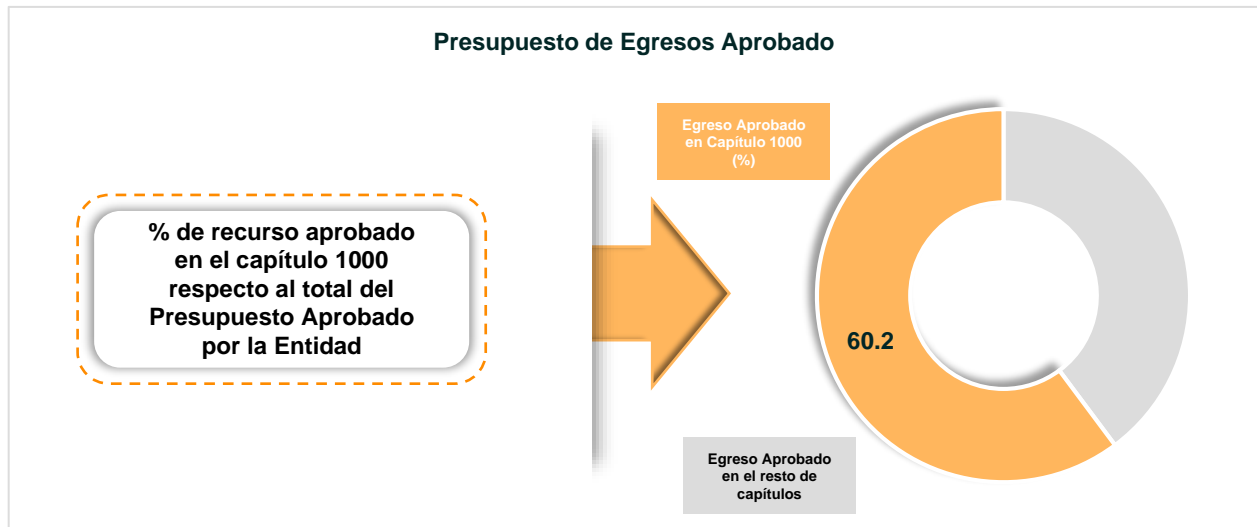 Presupuesto de Egresos Aprobado
Egreso Aprobado
en Capítulo 1000
(%)
% de recurso aprobado
en el capítulo 1000
respecto al total del
Presupuesto Aprobado
por la Entidad
60.2
Egreso Aprobado
en el resto de
capítulos